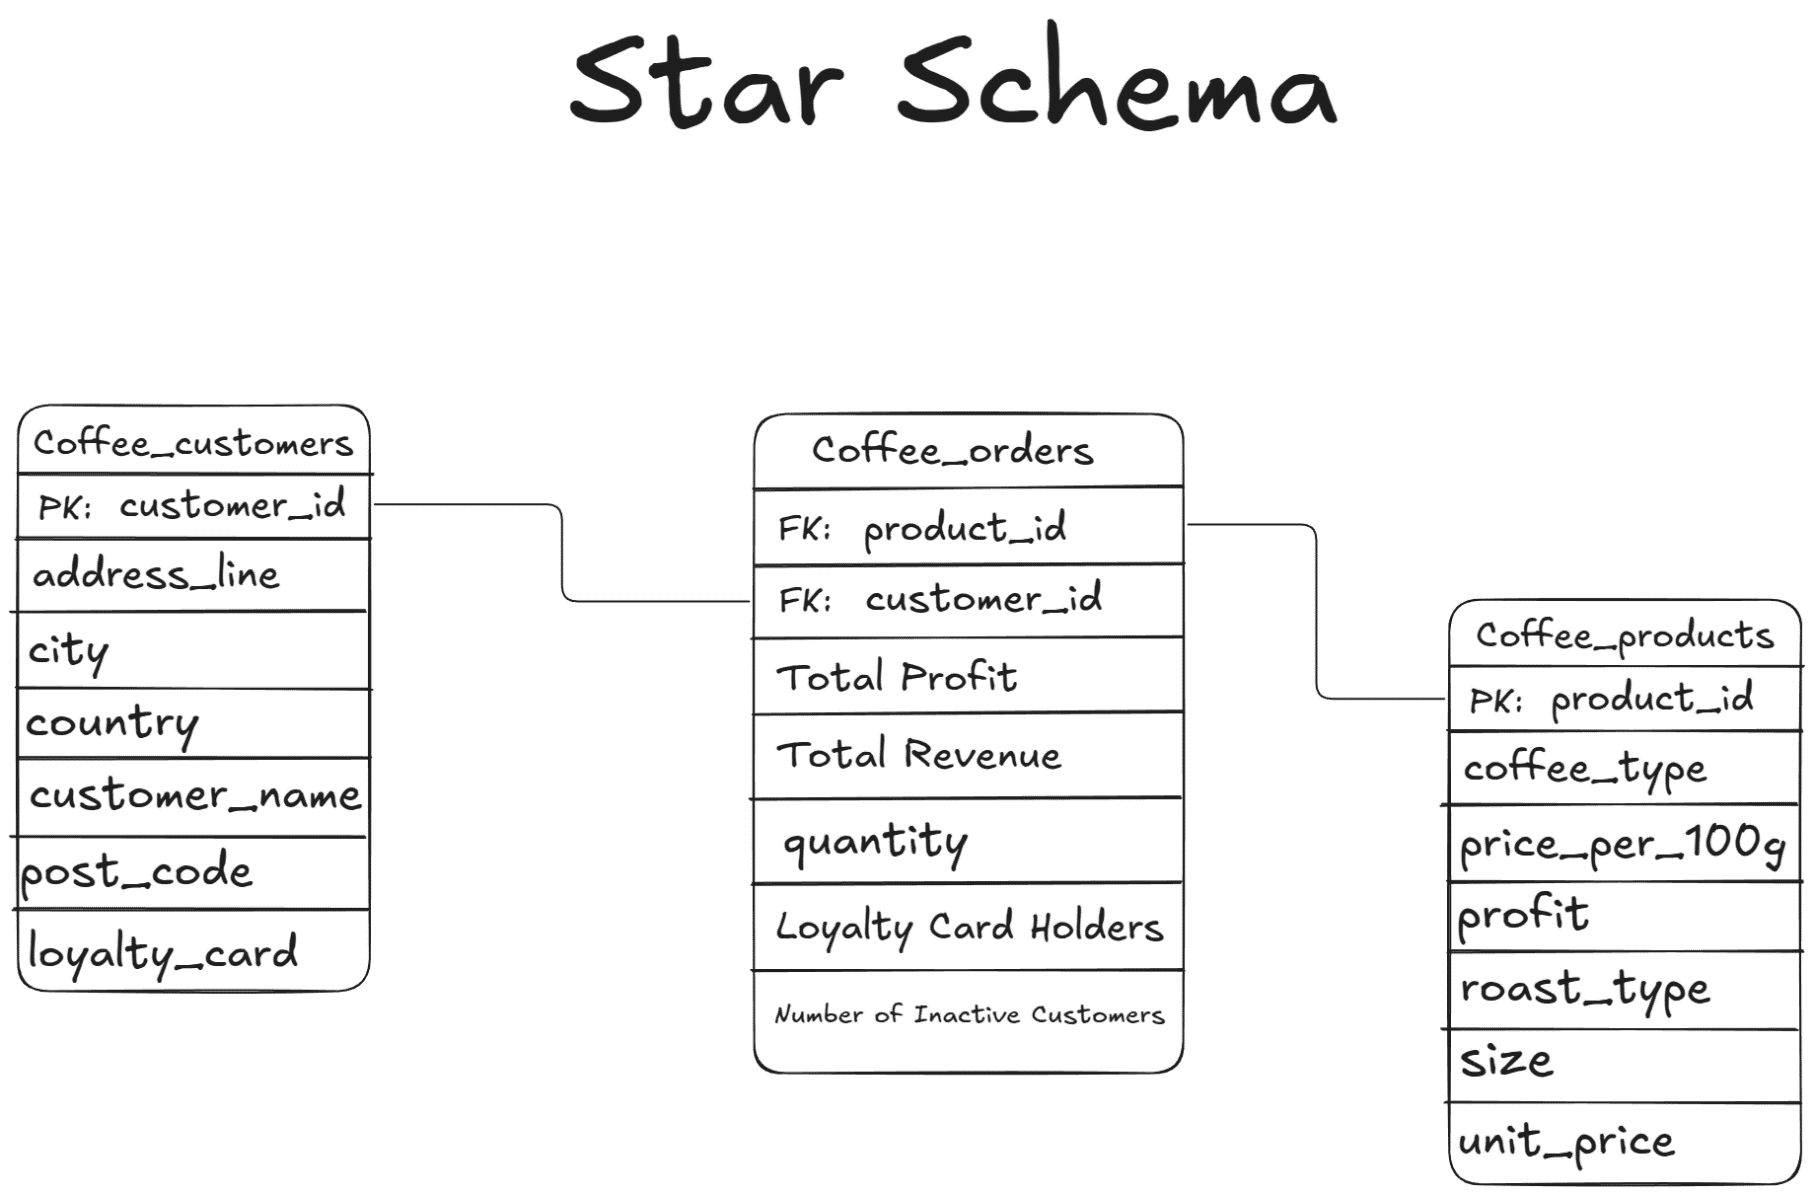 Star Schema
Coffee_customers
PK: customer_id
address_line
city
country
customer_name
post_code
loyalty_card
Coffee_orders
FK: product_id
FK: customer_id
Total Profit
Total Revenue
quantity
Loyalty Card Holders
Number of Inactive Customers
Coffee_products
PK: product_id
coffee_type
price_per_100g
profit
roast_type
size
unit_price